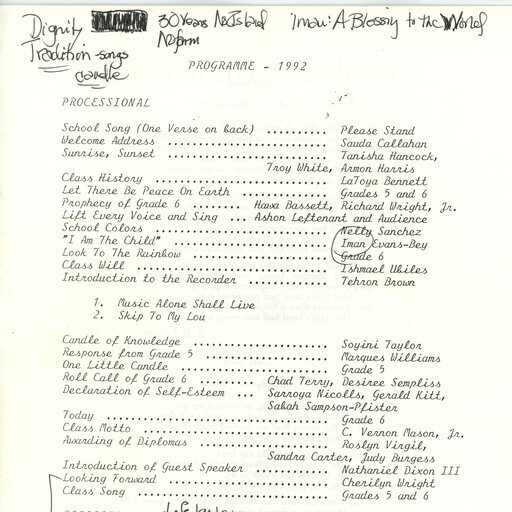 Dignity
Tradition - songs
candle
30 Years
Imani: A Blessing to the World
PROGRAMME - 1992
PROCESSIONAL
School Song (One Verse on back) .......... Please Stand
Welcome Address .......................... Sauda Callahan
Sunrise, Sunset .......................... Tanisha Hancock,
Troy White, Armon Harris
Class History ............................ LaToya Bennett
Let There Be Peace On Earth .............. Grades 5 and 6
Prophecy of Grade 6 ........ Hawa Bassett, Richard Wright, Jr.
Lift Every Voice and Sing ... Ashon Leftenant and Audience
School Colors ............................ Nelly Sanchez
"I Am The Child" ......................... Iman Evans-Bey
Look To The Rainbow ...................... Grade 6
Class Will ............................... Ishmael Ubiles
Introduction to the Recorder ............. Tehron Brown
1. Music Alone Shall Live
2. Skip To My Lou
Candle of Knowledge ...................... Soyini Taylor
Response from Grade 5 .................... Marques Williams
One Little Candle ........................ Grade 5
Roll Call of Grade 6 ........ Chad Terry, Desiree Sempliss
Declaration of Self-Esteem ... Sarroya Nicolls, Gerald Kitt,
Sabah Sampson-Pfister
Today .................................... Grade 6
Class Motto .............................. C. Vernon Mason, Jr.
Awarding of Diplomas ..................... Roslyn Virgil,
Sandra Carter, Judy Burgess
Introduction of Guest Speaker ............ Nathaniel Dixon III
Looking Forward .......................... Cherilyn Wright
Class Song ............................... Grades 5 and 6